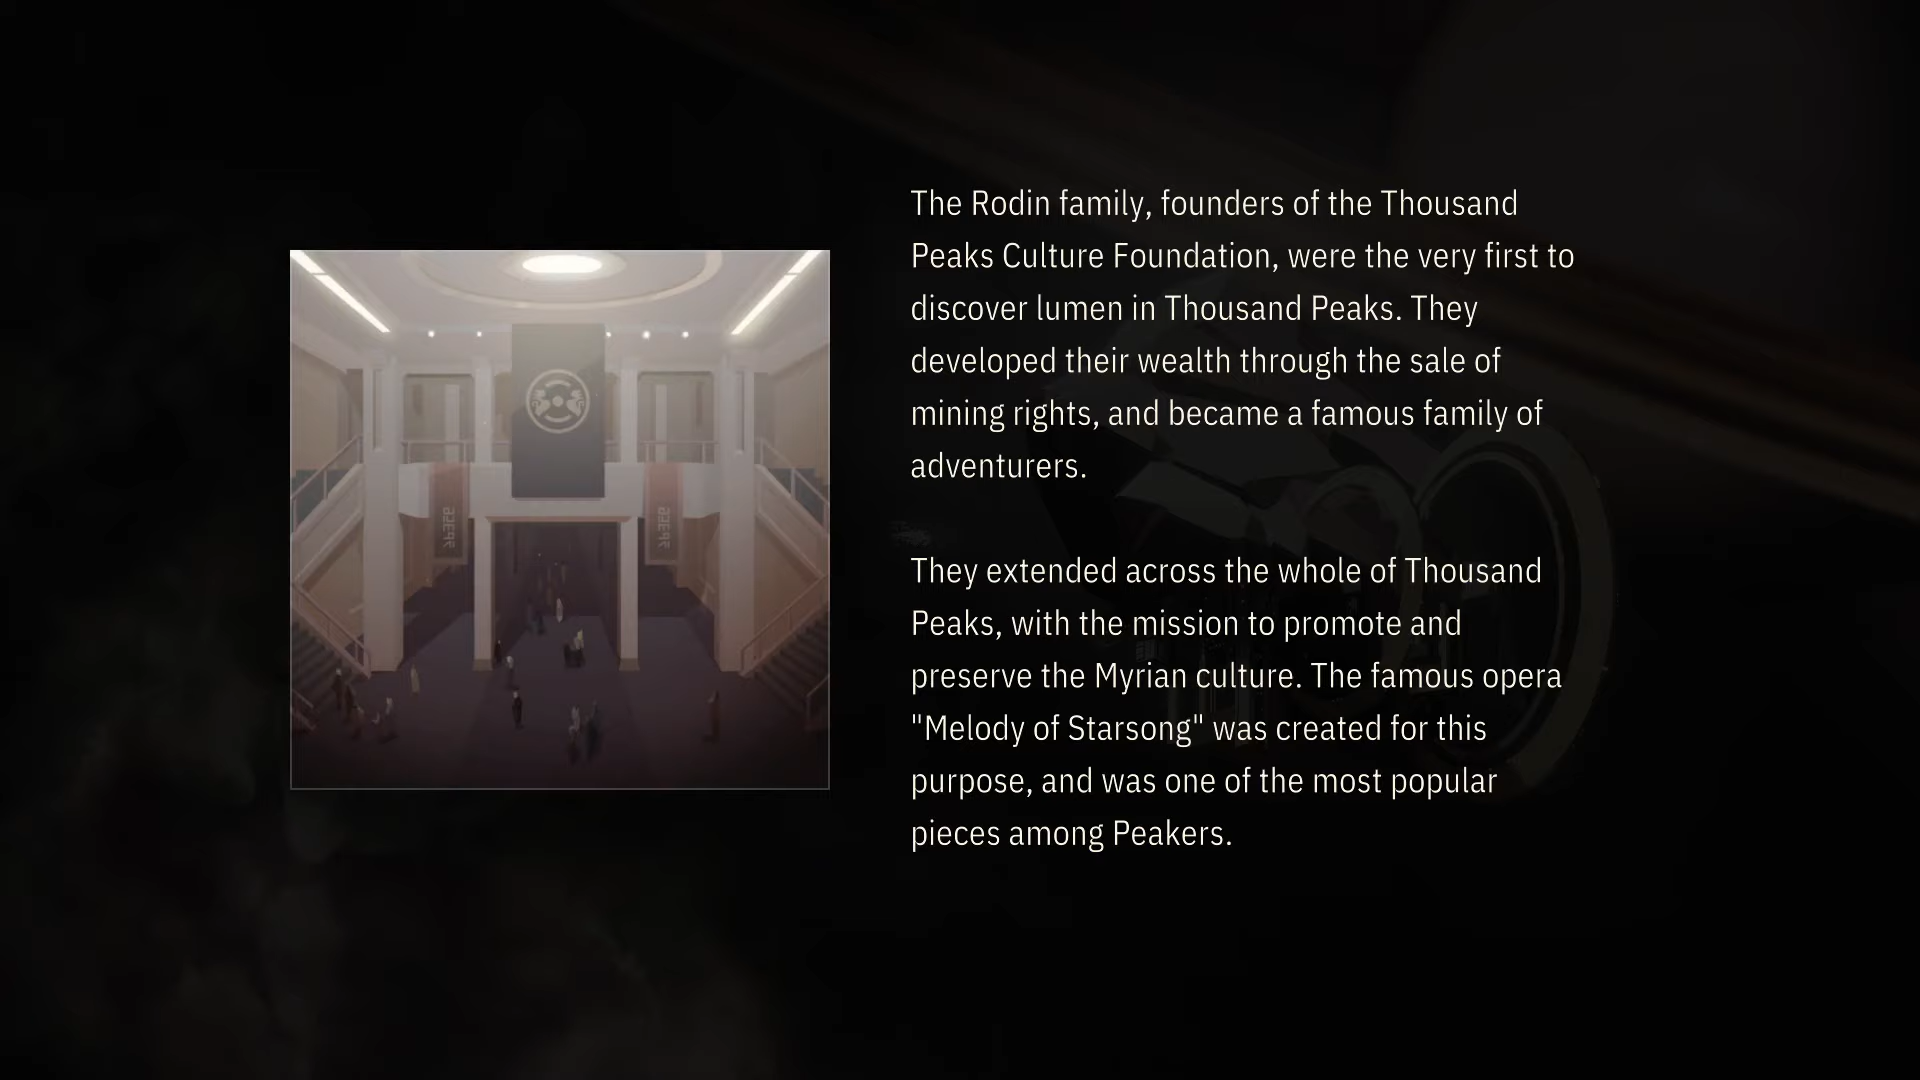 The Rodin family, founders of the Thousand
Peaks Culture Foundation, were the very first to
discover lumen in Thousand Peaks. They
developed their wealth through the sale of
mining rights, and became a famous family of
adventurers.
They extended across the whole of Thousand
Peaks, with the mission to promote and
preserve the Myrian culture. The famous opera
"Melody of Starsong" was created for this
purpose, and was one of the most popular
pieces among Peakers.